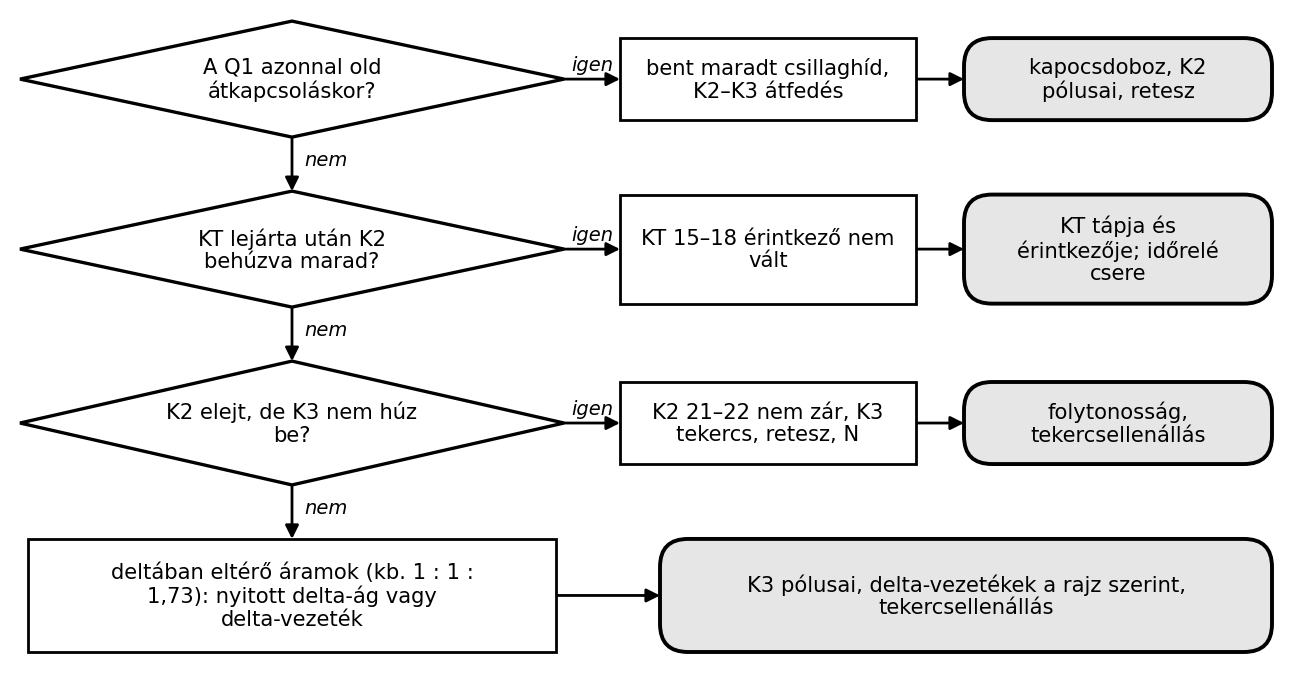 A Q1 azonnal old
átkapcsoláskor?
igen
bent maradt csillaghíd,
K2–K3 átfedés
kapocsdoboz, K2
pólusai, retesz
nem
KT lejárta után K2
behúzva marad?
igen
KT 15–18 érintkező nem
vált
KT tápja és
érintkezője; időrelé
csere
nem
K2 elejt, de K3 nem húz
be?
igen
K2 21–22 nem zár, K3
tekercs, retesz, N
folytonosság,
tekercsellenállás
nem
deltában eltérő áramok (kb. 1 : 1 :
1,73): nyitott delta-ág vagy
delta-vezeték
K3 pólusai, delta-vezetékek a rajz szerint,
tekercsellenállás